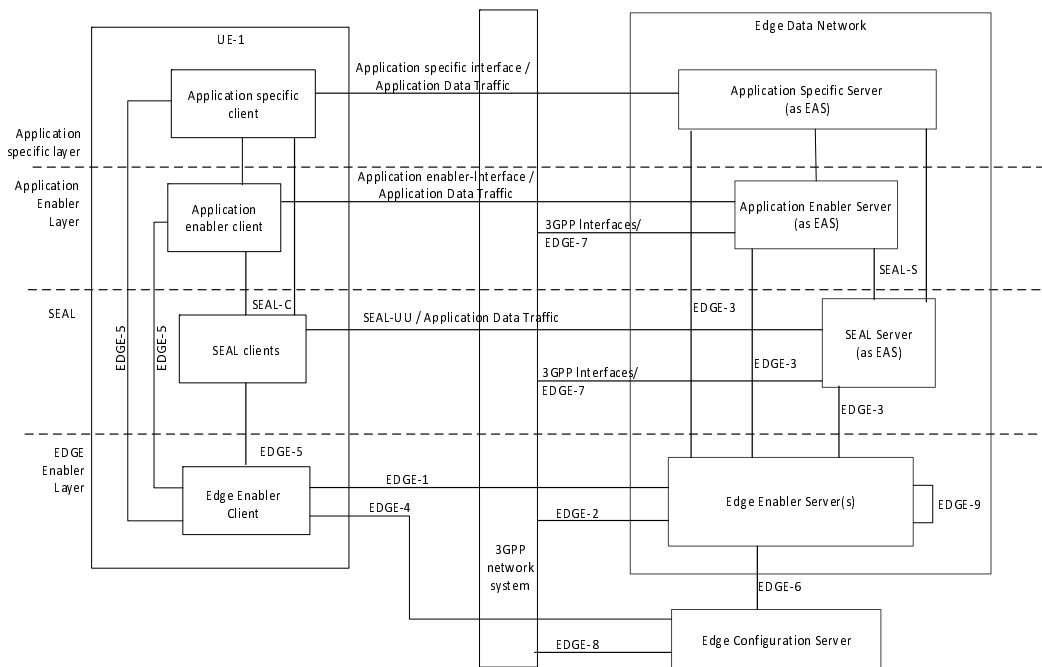 UE-1
Edge Data Network
Application specific interface /
Application Data Traffic
Application specific
client
Application Specific Server
(as EAS)
Application
specific layer
Application
Enabler
Layer
Application enabler-Interface /
Application Data Traffic
Application
enabler client
Application Enabler Server
(as EAS)
3GPP Interfaces/
EDGE-7
SEAL-S
SEAL
SEAL-C
EDGE-3
SEAL-UU / Application Data Traffic
EDGE-5
EDGE-5
SEAL clients
SEAL Server
(as EAS)
EDGE-3
3GPP Interfaces/
EDGE-7
EDGE-3
EDGE
Enabler
Layer
EDGE-5
EDGE-1
Edge Enabler
Client
EDGE-4
EDGE-2
Edge Enabler Server(s)
EDGE-9
3GPP
network
system
EDGE-6
EDGE-8
Edge Configuration Server